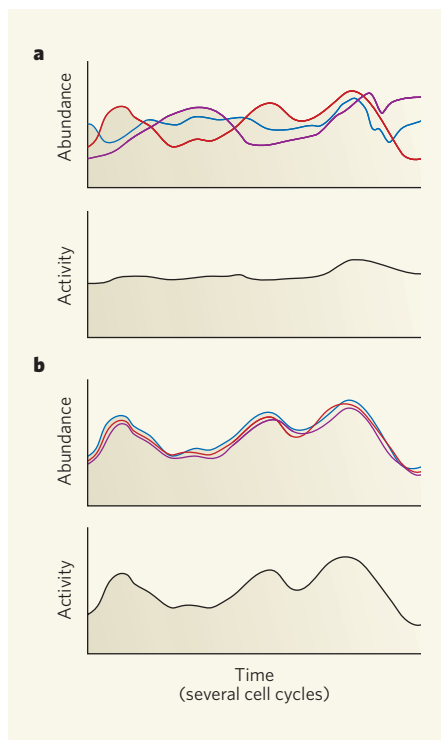 a
Abundance
Activity
b
Abundance
Activity
Time
(several cell cycles)